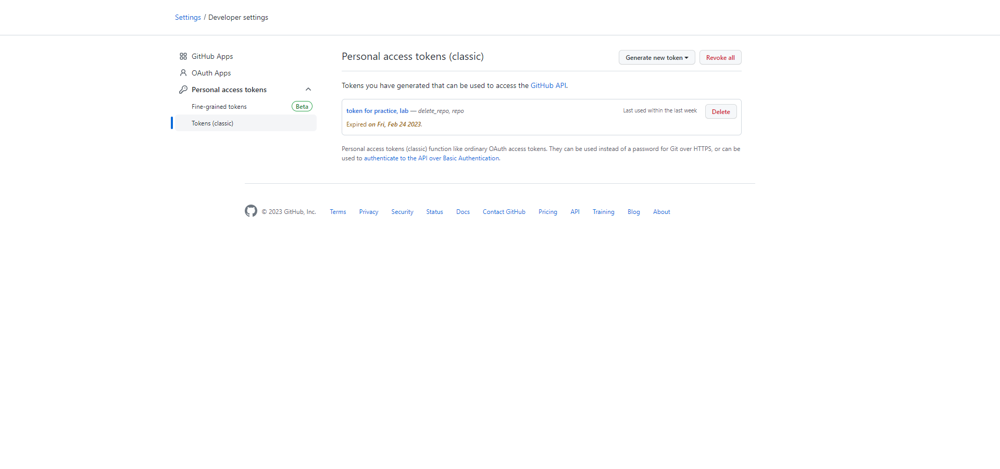 Settings / Developer settings
GitHub Apps
OAuth Apps
Personal access tokens
Fine-grained tokens Beta
Tokens (classic)
Personal access tokens (classic)
Generate new token
Revoke all
Tokens you have generated that can be used to access the GitHub API.
token for practice, lab — delete_repo, repo
Last used within the last week
Delete
Expired on Fri, Feb 24 2023.
Personal access tokens (classic) function like ordinary OAuth access tokens. They can be used instead of a password for Git over HTTPS, or can be
used to authenticate to the API over Basic Authentication.
© 2023 GitHub, Inc. Terms Privacy Security Status Docs Contact GitHub Pricing API Training Blog About